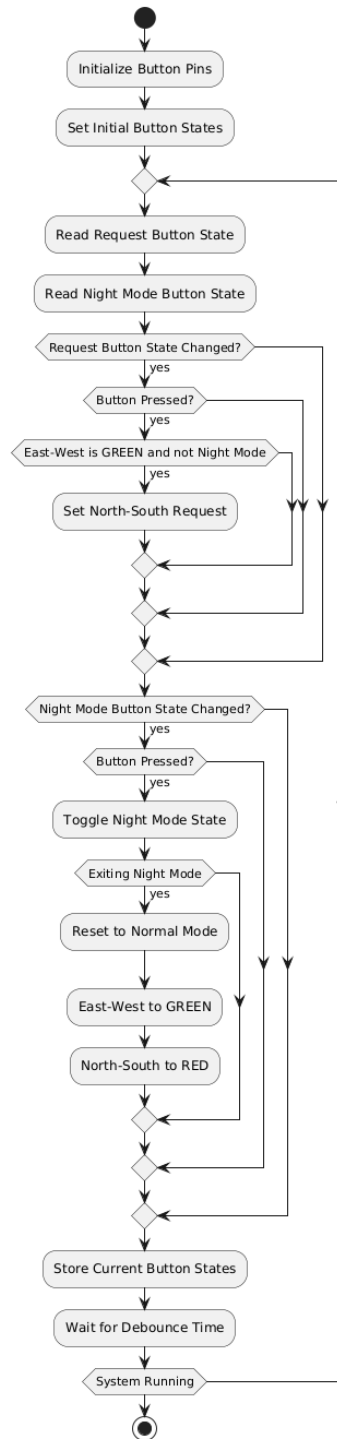 Initialize Button Pins
Set Initial Button States
Read Request Button State
Read Night Mode Button State
Request Button State Changed?
yes
Button Pressed?
yes
East-West is GREEN and not Night Mode
yes
Set North-South Request
Night Mode Button State Changed?
yes
Button Pressed?
yes
Toggle Night Mode State
Exiting Night Mode
yes
Reset to Normal Mode
East-West to GREEN
North-South to RED
Store Current Button States
Wait for Debounce Time
System Running